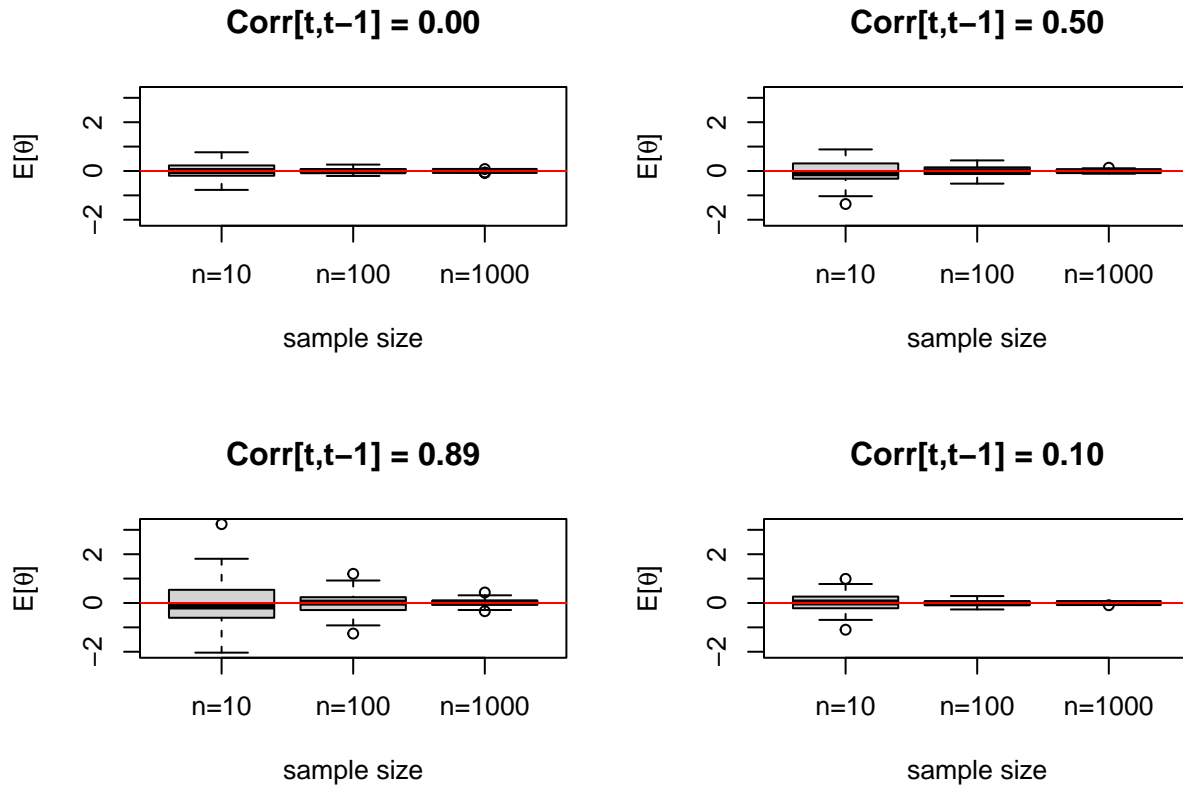 Corr[t,t−1] = 0.00
E[θ]
2
0
−2
n=10 n=100 n=1000
sample size
Corr[t,t−1] = 0.50
E[θ]
2
0
−2
n=10 n=100 n=1000
sample size
Corr[t,t−1] = 0.89
E[θ]
2
0
−2
n=10 n=100 n=1000
sample size
Corr[t,t−1] = 0.10
E[θ]
2
0
−2
n=10 n=100 n=1000
sample size